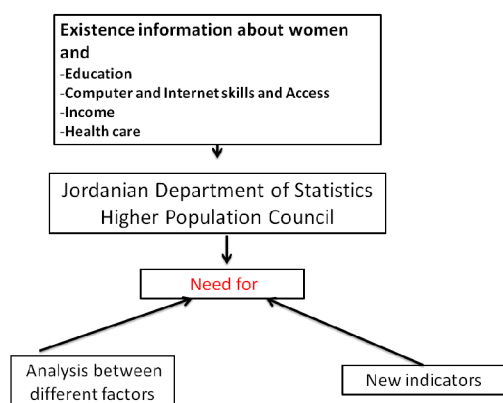 Existence information about women
and
-Education
-Computer and Internet skills and Access
-Income
-Health care
Jordanian Department of Statistics
Higher Population Council
Need for
Analysis between
different factors
New indicators